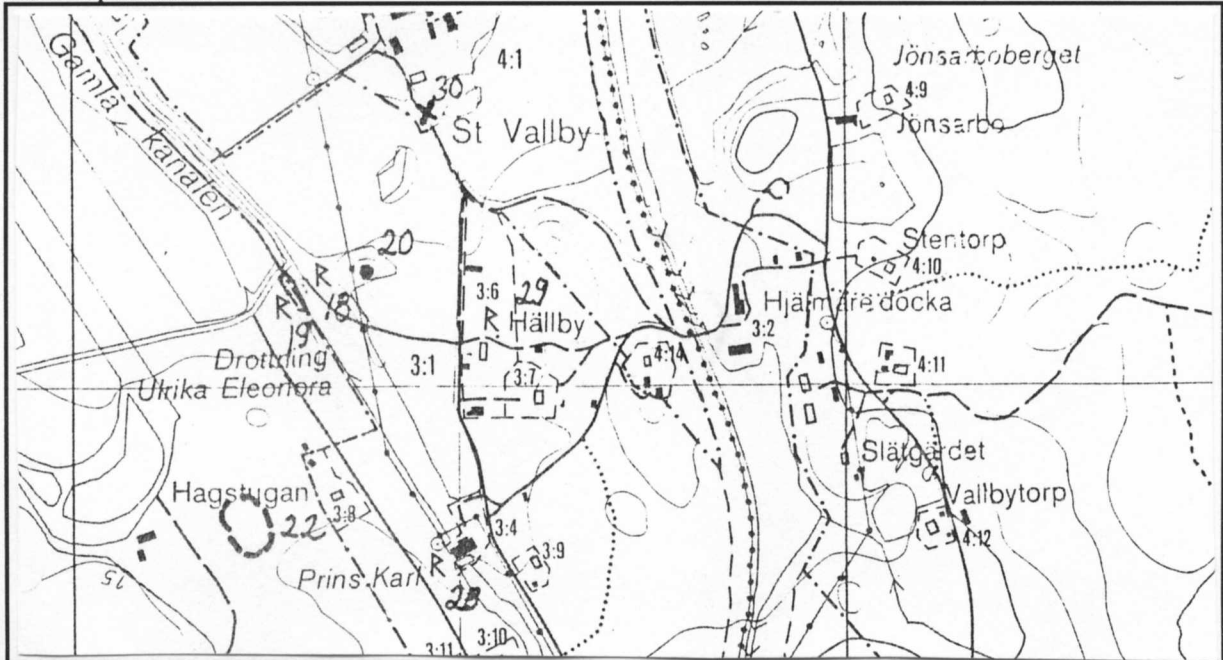 4:1
Jönsarboberget
4:9
Jönsarbo
30
St Vallby
Gamla kanalen
20
Stentorp
4:10
R 18
R 19
3:6
29
R Hällby
Hjälmaredocka
3:2
Drottning
Ulrika Eleonora
3:1
4:14
3:7
4:11
Slätgärdet
Hagstugan
22
3:8
Vallbytorp
4:12
3:4
3:9
15
Prins Karl
R
23
3:10
3:11